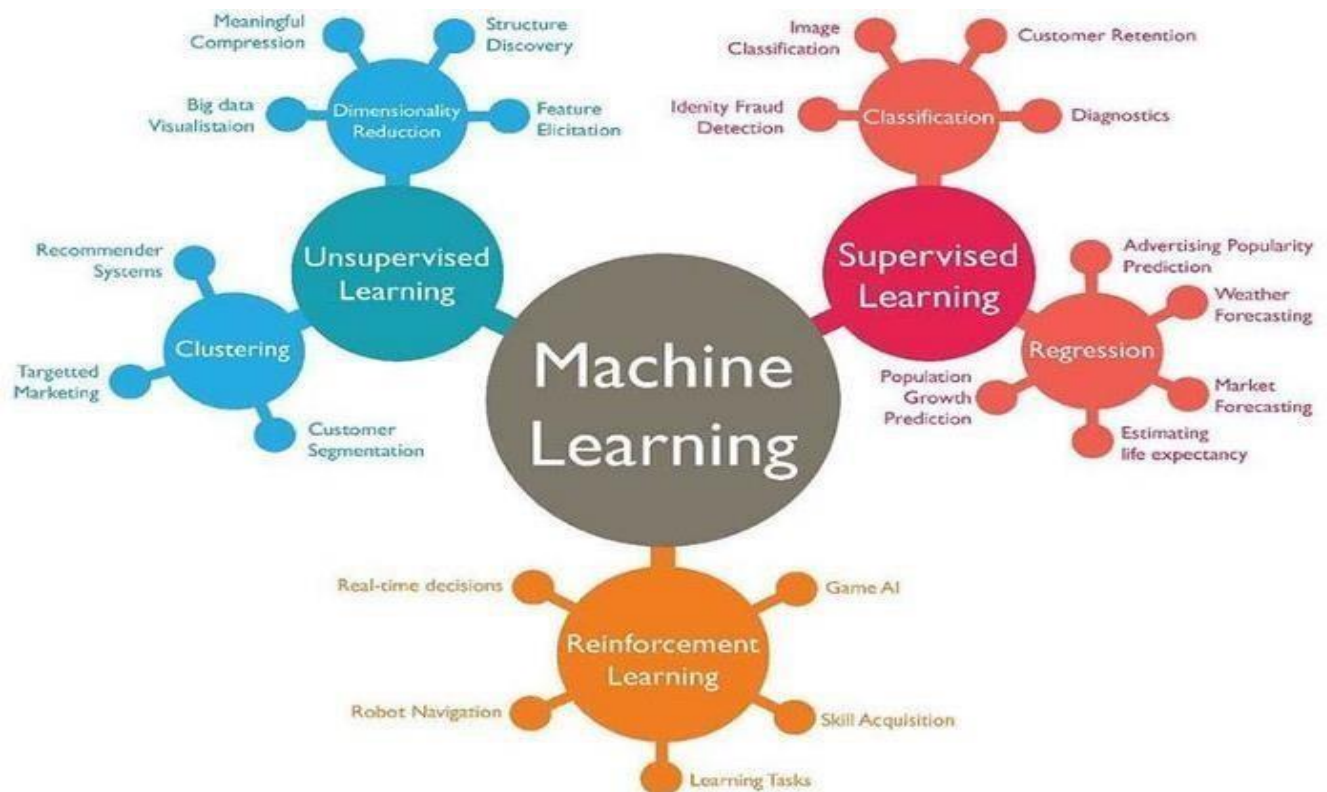 Meaningful
Compression
Structure
Discovery
Big data
Visualistaion
Dimensionality
Reduction
Feature
Elicitation
Image
Classification
Customer Retention
Idenity Fraud
Detection
Classification
Diagnostics
Unsupervised
Learning
Supervised
Learning
Recommender
Systems
Clustering
Targetted
Marketing
Customer
Segmentation
Machine
Learning
Advertising Popularity
Prediction
Weather
Forecasting
Regression
Population
Growth
Prediction
Market
Forecasting
Estimating
life expectancy
Real-time decisions
Game AI
Reinforcement
Learning
Robot Navigation
Skill Acquisition
Learning Tasks